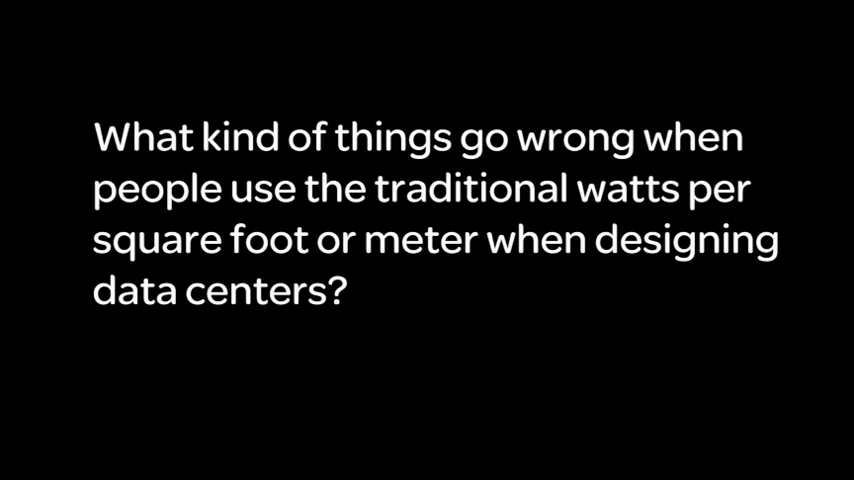 What kind of things go wrong when
people use the traditional watts per
square foot or meter when designing
data centers?